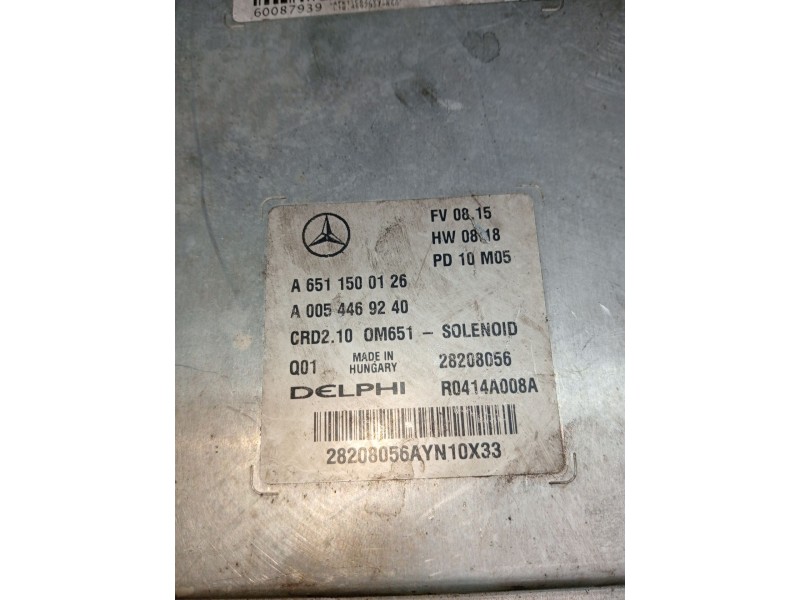 60087939
FV 08.15
HW 08.18
PD 10 M05
A 651 150 01 26
A 005 446 92 40
CRD2.10 OM651 - SOLENOID
Q01 MADE IN HUNGARY 28208056
DELPHI R0414A008A
28208056AYN10X33